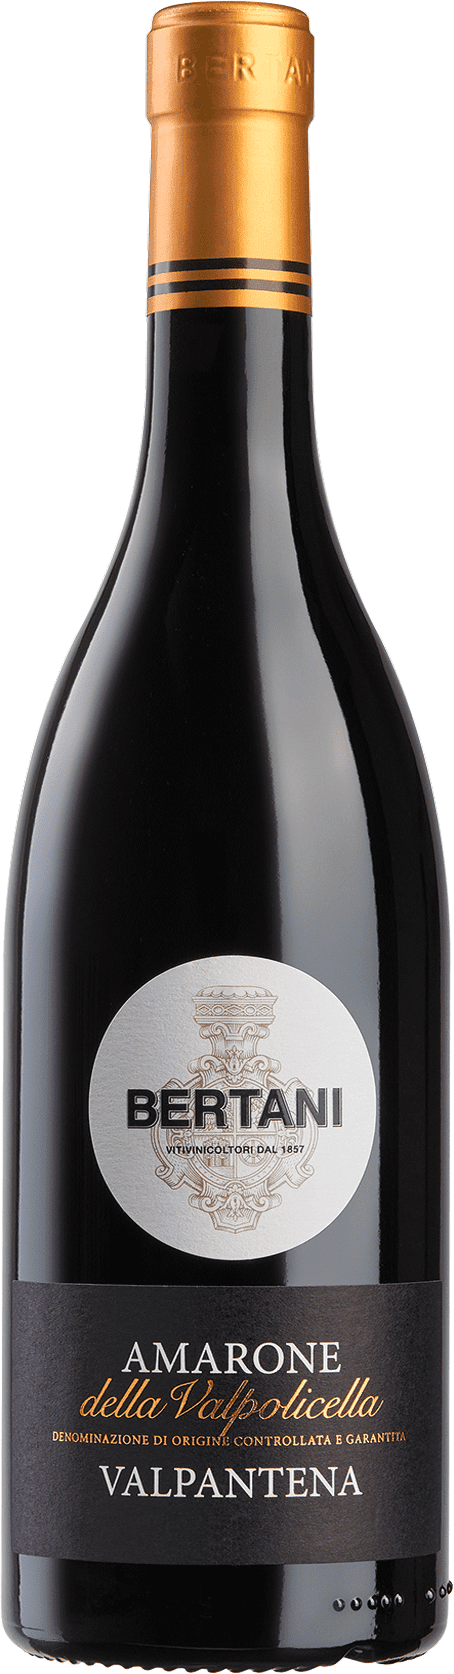 BERTANI
BERTANI
VITIVINICOLTORI DAL 1857
AMARONE
della Valpolicella
DENOMINAZIONE DI ORIGINE CONTROLLATA E GARANTITA
VALPANTENA